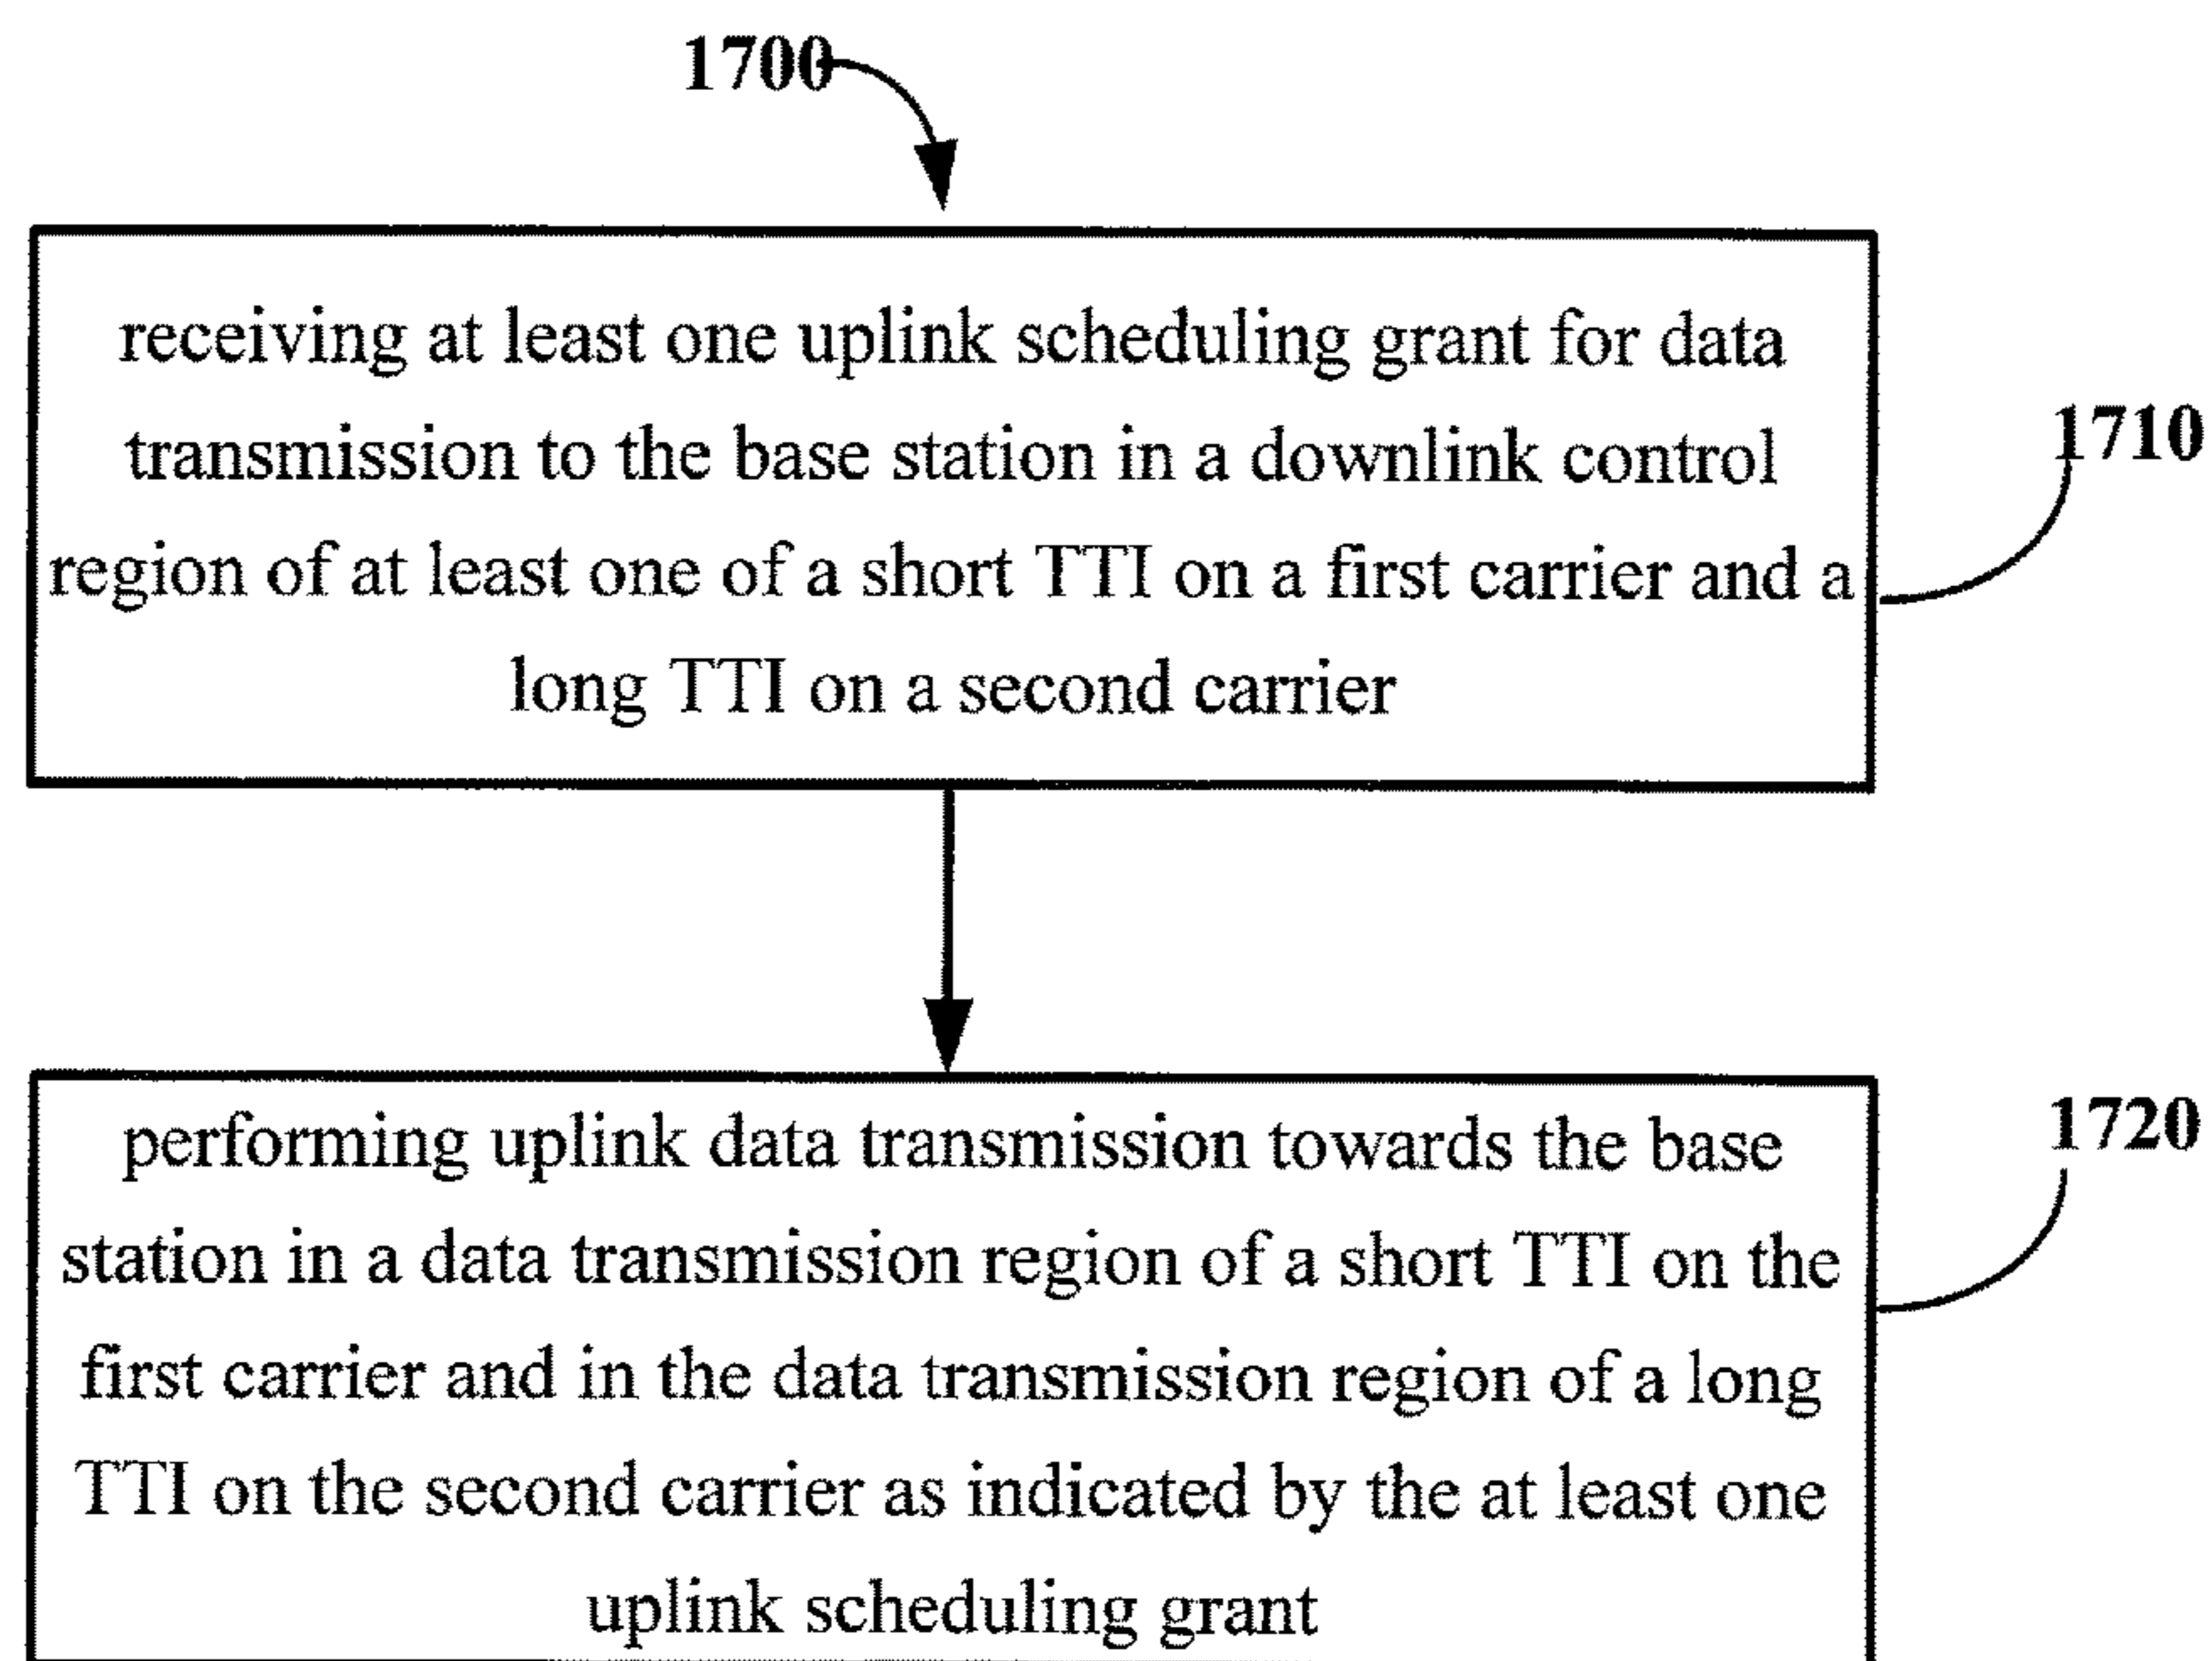 1700
receiving at least one uplink scheduling grant for data
transmission to the base station in a downlink control
region of at least one of a short TTI on a first carrier and a
long TTI on a second carrier
1710
performing uplink data transmission towards the base
station in a data transmission region of a short TTI on the
first carrier and in the data transmission region of a long
TTI on the second carrier as indicated by the at least one
uplink scheduling grant
1720